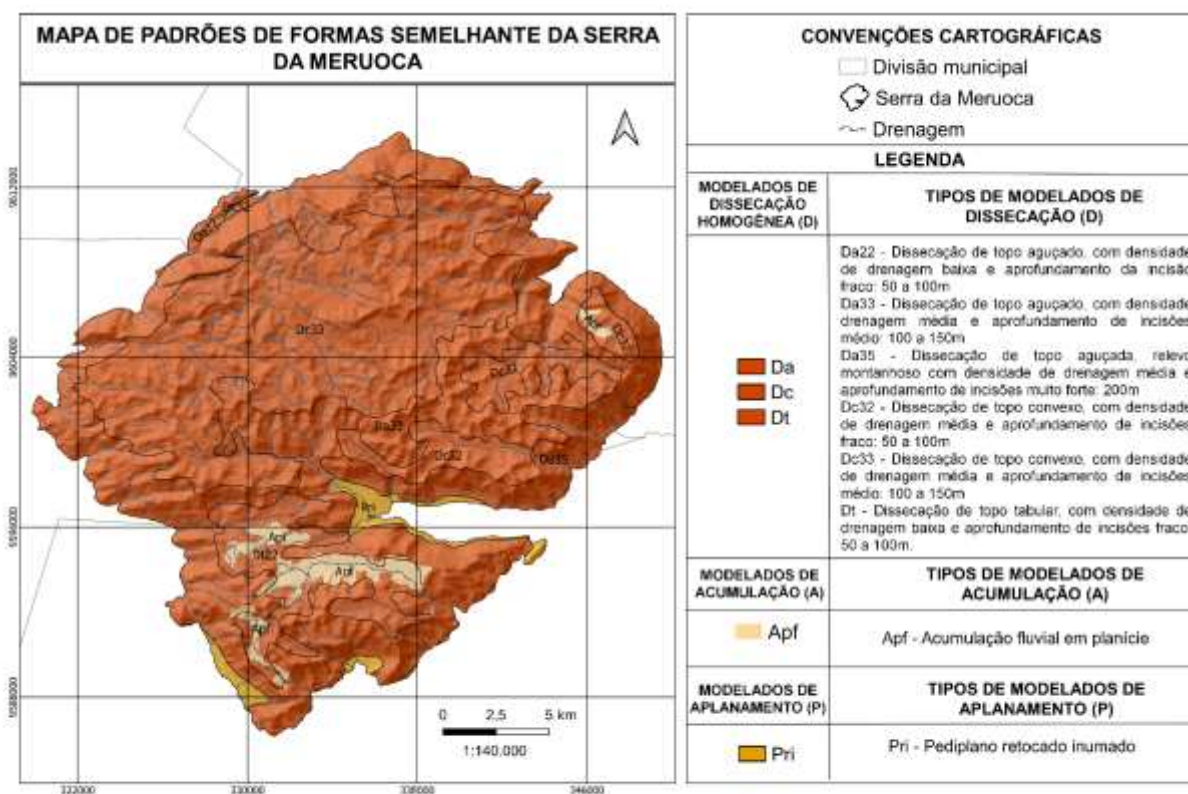 MAPA DE PADRÕES DE FORMAS SEMELHANTE DA SERRA
DA MERUOCA
CONVENÇÕES CARTOGRÁFICAS
Divisão municipal
Serra da Meruoca
Drenagem
LEGENDA
MODELADOS DE
DISSECAÇÃO
HOMOGÊNEA (D)
TIPOS DE MODELADOS DE
DISSECAÇÃO (D)
Da
Dc
Dt
Da22 - Dissecação de topo aguçado, com densidade
de drenagem baixa e aprofundamento da incisão
fraco: 50 a 100m
Da33 - Dissecação de topo aguçado, com densidade
drenagem média e aprofundamento de incisões
médio: 100 a 150m
Da35 - Dissecação de topo aguçada, relevo
montanhoso com densidade de drenagem média e
aprofundamento de incisões muito forte: 200m
Dc32 - Dissecação de topo convexo, com densidade
de drenagem média e aprofundamento de incisões
fraco: 50 a 100m
Dc33 - Dissecação de topo convexo, com densidade
de drenagem média e aprofundamento de incisões
médio: 100 a 150m
Dt - Dissecação de topo tabular, com densidade de
drenagem baixa e aprofundamento de incisões fraco
50 a 100m.
MODELADOS DE
ACUMULAÇÃO (A)
TIPOS DE MODELADOS DE
ACUMULAÇÃO (A)
Apf
Apf - Acumulação fluvial em planície
MODELADOS DE
APLANAMENTO (P)
TIPOS DE MODELADOS DE
APLANAMENTO (P)
Pri
Pri - Pediplano retocado inumado
Da22
Dc33
Apf
Da33
Dc32
Da35
Pri
Apf
Dt22
Apf
0 2,5 5 km
1:140.000
9612000
9604000
9596000
9588000
322000
330000
338000
346000